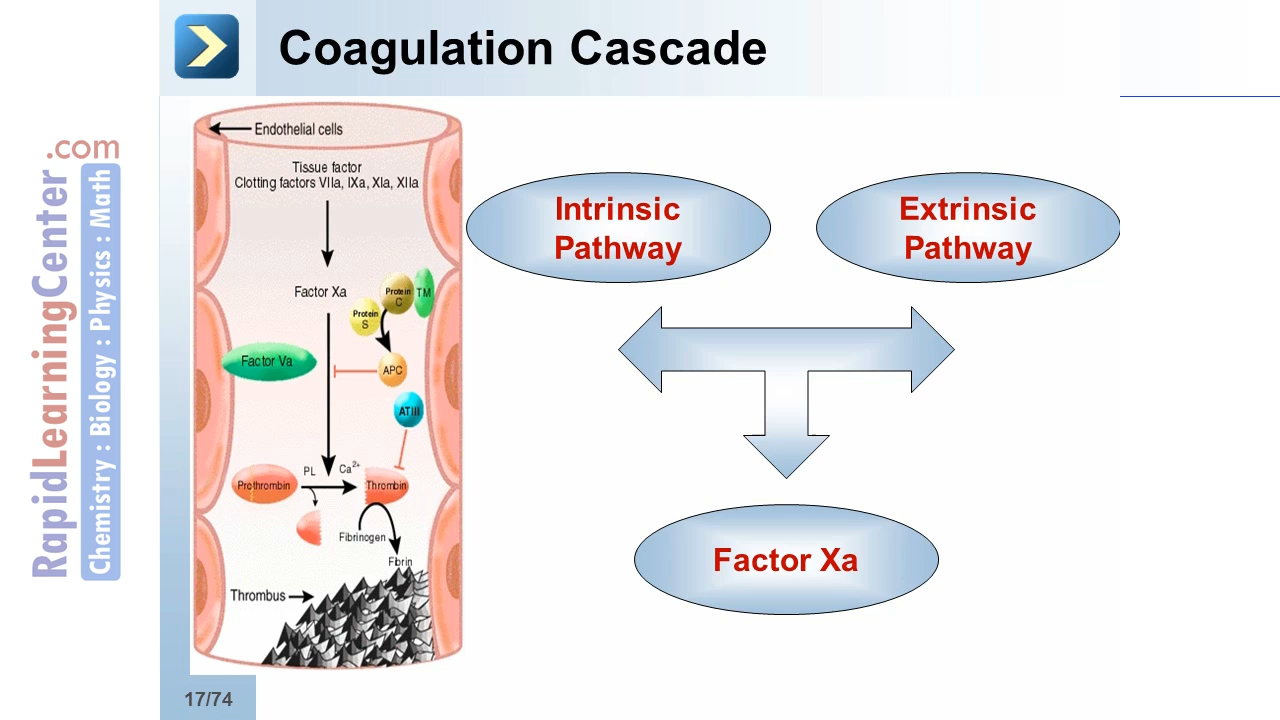 Coagulation Cascade
.com
RapidLearningCenter
Chemistry : Biology : Physics : Math
Endothelial cells
Tissue factor
Clotting factors VIIa, IXa, XIa, XIIa
Factor Xa
Protein
C
TM
Protein
S
Factor Va
APC
ATIII
PL
Ca²⁺
Prothrombin
Thrombin
Fibrinogen
Fibrin
Thrombus
Intrinsic
Pathway
Extrinsic
Pathway
Factor Xa
17/74